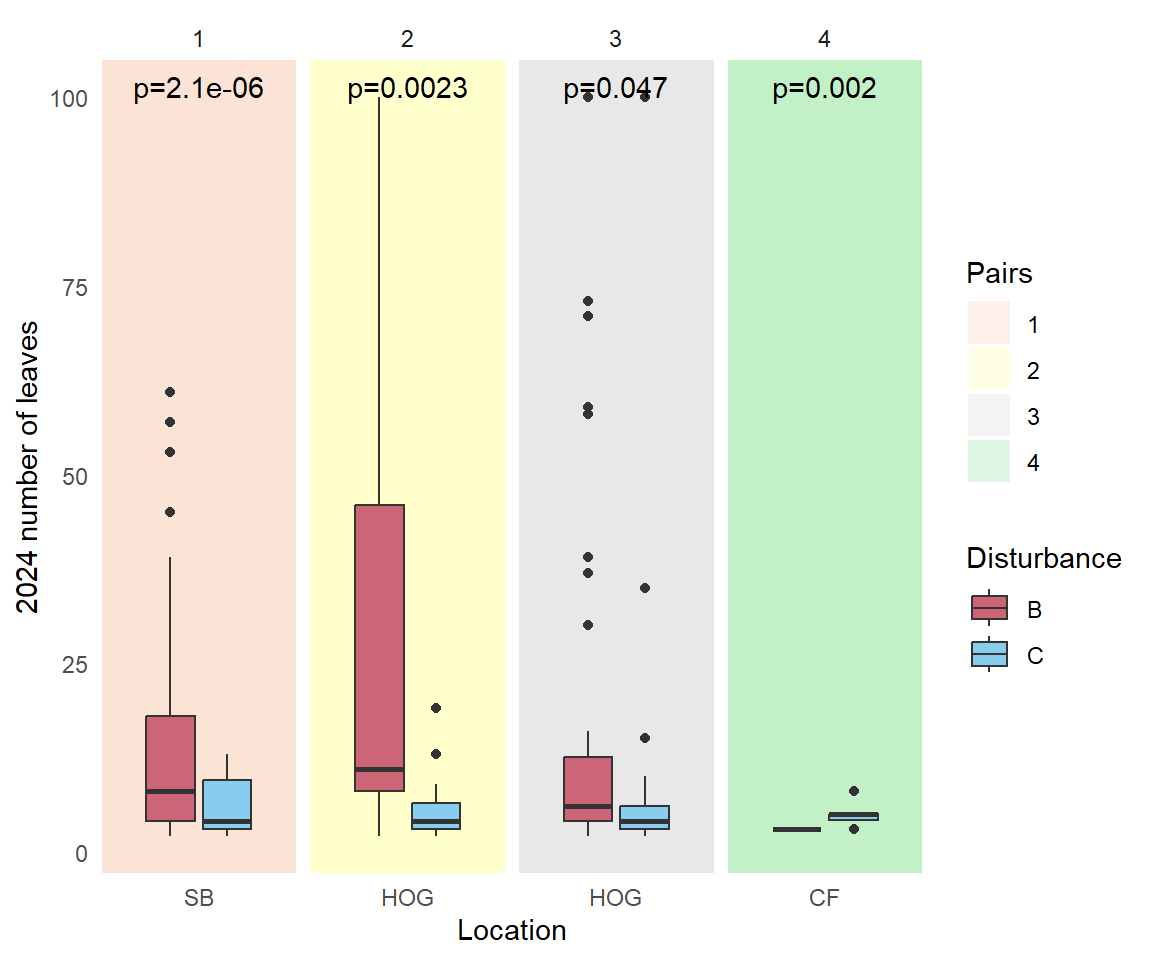 1 2 3 4
p=2.1e-06 p=0.0023 p=0.047 p=0.002
100
75
50
25
0
2024 number of leaves
SB HOG HOG CF
Location
Pairs
1
2
3
4
Disturbance
B
C